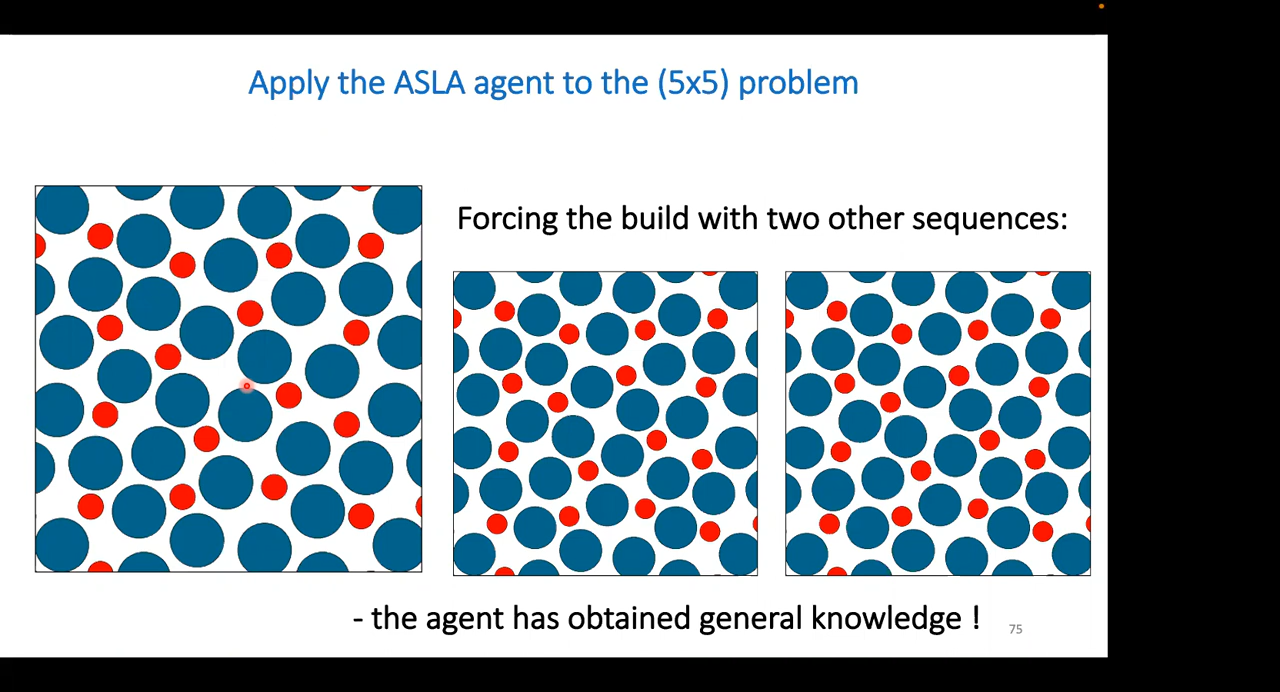 Apply the ASLA agent to the (5x5) problem
Forcing the build with two other sequences:
- the agent has obtained general knowledge !
75